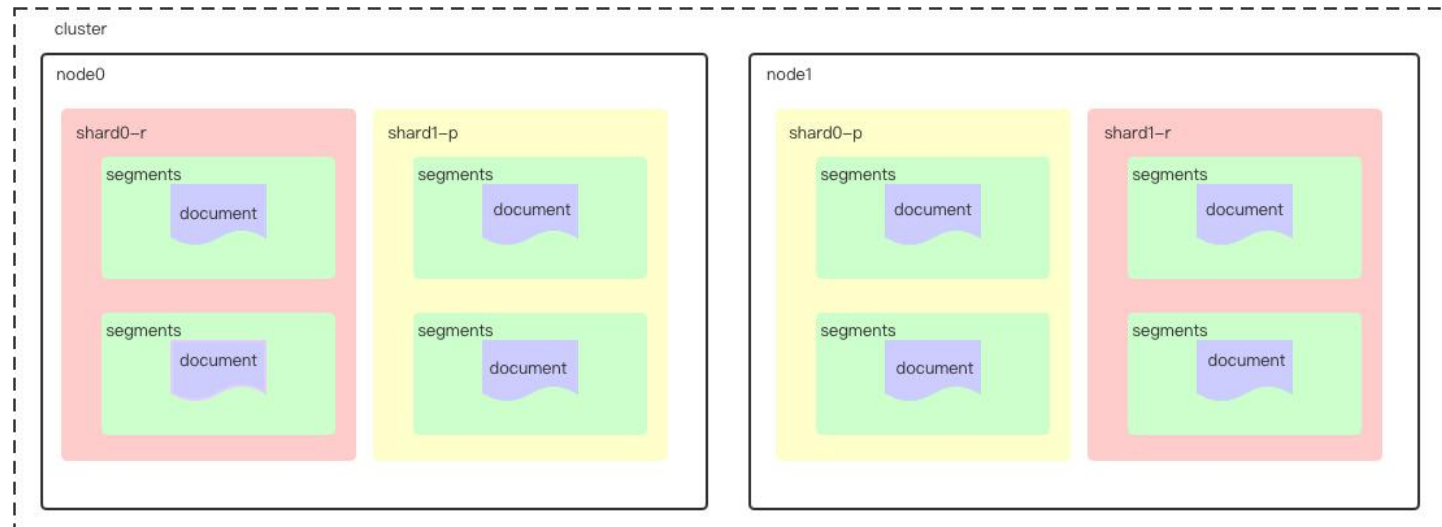 cluster
node0
shard0-r
segments
document
segments
document
shard1-p
segments
document
segments
document
node1
shard0-p
segments
document
segments
document
shard1-r
segments
document
segments
document